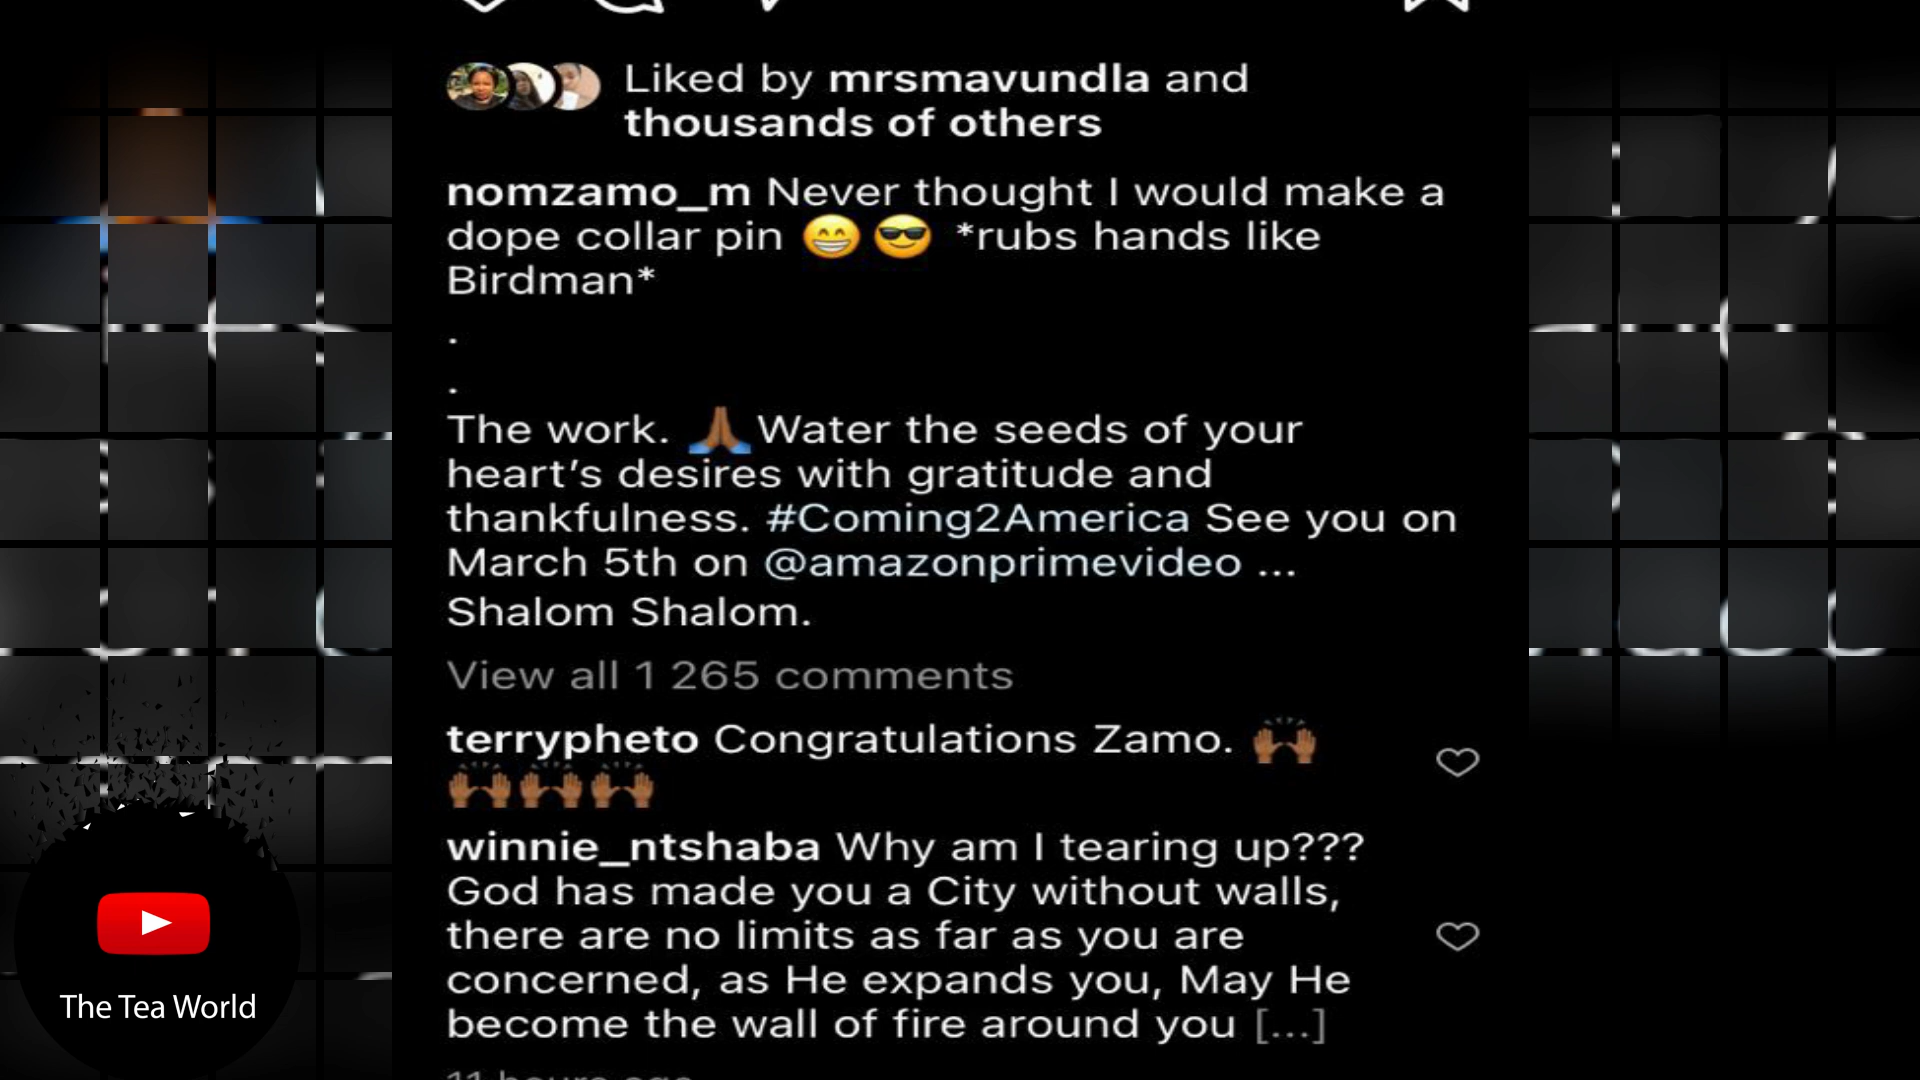 Liked by mrsmavundla and
thousands of others
nomzamo_m Never thought I would make a
dope collar pin 😁😎 *rubs hands like
Birdman*
.
.
The work. 🙏🏾Water the seeds of your
heart’s desires with gratitude and
thankfulness. #Coming2America See you on
March 5th on @amazonprimevideo ...
Shalom Shalom.
View all 1 265 comments
terrypheto Congratulations Zamo. 🙌🏾
🙌🏾🙌🏾🙌🏾
winnie_ntshaba Why am I tearing up???
God has made you a City without walls,
there are no limits as far as you are
concerned, as He expands you, May He
become the wall of fire around you [...]
11 hours ago
The Tea World